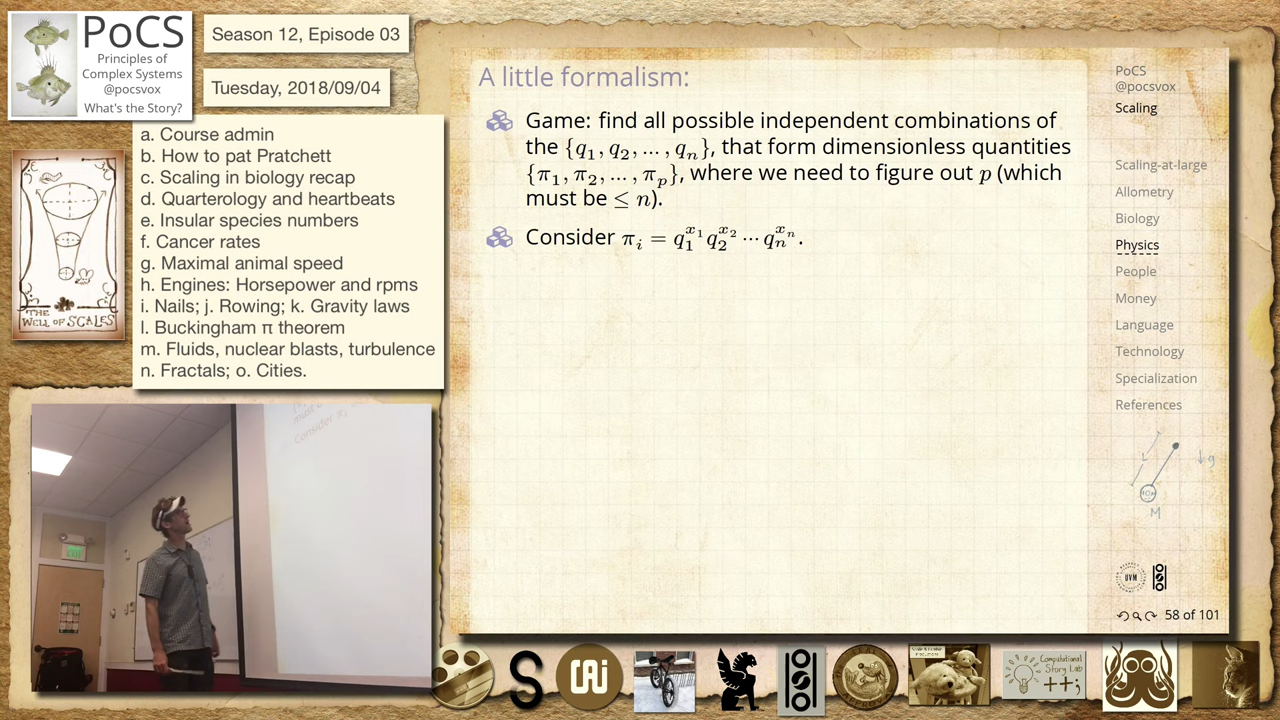 PoCS
Principles of
Complex Systems
@pocsvox
What's the Story?
Season 12, Episode 03
Tuesday, 2018/09/04
a. Course admin
b. How to pat Pratchett
c. Scaling in biology recap
d. Quarterology and heartbeats
e. Insular species numbers
f. Cancer rates
g. Maximal animal speed
h. Engines: Horsepower and rpms
i. Nails; j. Rowing; k. Gravity laws
l. Buckingham π theorem
m. Fluids, nuclear blasts, turbulence
n. Fractals; o. Cities.
THE
WELL OF SCALES
A little formalism:
Game: find all possible independent combinations of
the {q₁, q₂, …, qₙ}, that form dimensionless quantities
{π₁, π₂, …, πₚ}, where we need to figure out p (which
must be ≤ n).
Consider πᵢ = q₁^{x₁} q₂^{x₂} ⋯ qₙ^{xₙ}.
PoCS
@pocsvox
Scaling
Scaling-at-large
Allometry
Biology
Physics
People
Money
Language
Technology
Specialization
References
L
↓g
M
UVM
58 of 101
Consider πᵢ
Computational
Story Lab
++;